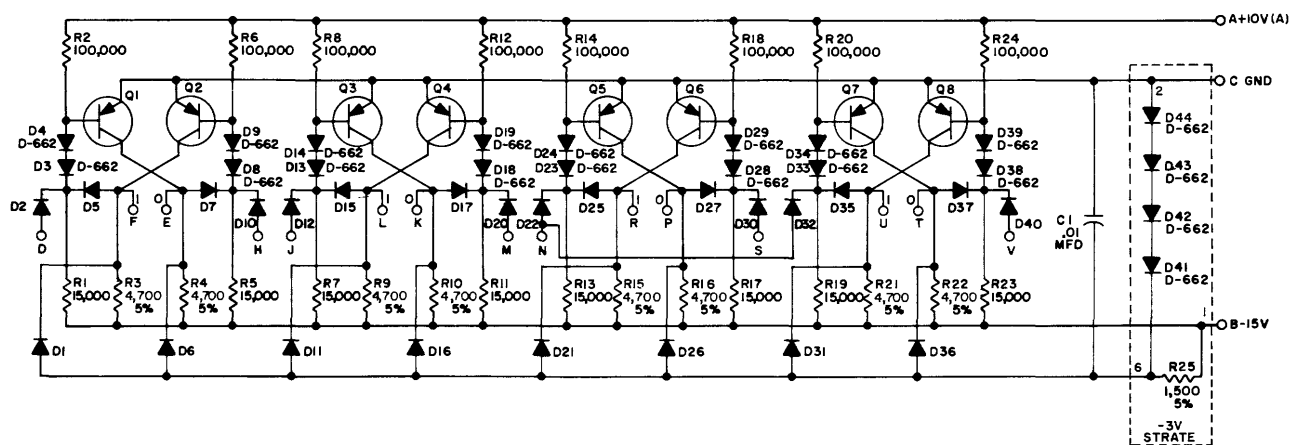 A+10V(A)
R2
100,000
R6
100,000
R8
100,000
R12
100,000
R14
100,000
R18
100,000
R20
100,000
R24
100,000
C GND
Q1
Q2
Q3
Q4
Q5
Q6
Q7
Q8
2
D4
D-662
D3
D-662
D9
D-662
D8
D-662
D14
D-662
D13
D-662
D19
D-662
D18
D-662
D24
D-662
D23
D-662
D29
D-662
D28
D-662
D34
D-662
D33
D-662
D39
D-662
D38
D-662
D44
D-662
D43
D-662
D42
D-662
D41
D-662
D2
D5
1
0
D7
D10
D12
D15
1
0
D17
D20
D22
D25
1
0
D27
D30
D32
D35
1
0
D37
D40
D
F
E
H
J
L
K
M
N
R
P
S
U
T
V
C1
.01
MFD
R1
15,000
R3
4,700
5%
R4
4,700
5%
R5
15,000
R7
15,000
R9
4,700
5%
R10
4,700
5%
R11
15,000
R13
15,000
R15
4,700
5%
R16
4,700
5%
R17
15,000
R19
15,000
R21
4,700
5%
R22
4,700
5%
R23
15,000
1
B-15V
D1
D6
D11
D16
D21
D26
D31
D36
6
R25
1,500
5%
-3V
STRATE